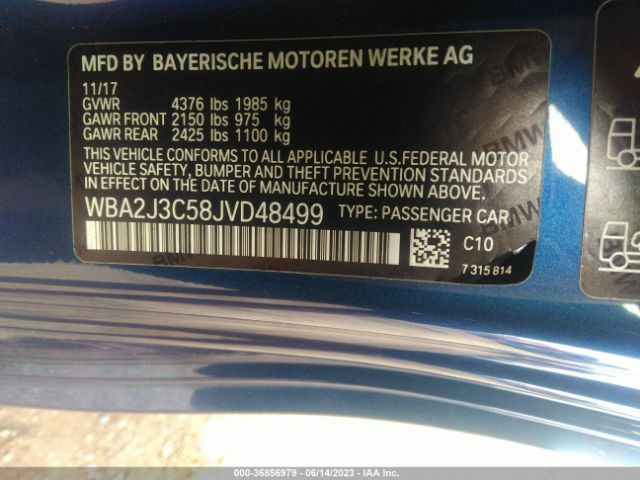 MFD BY BAYERISCHE MOTOREN WERKE AG
11/17
GVWR 4376 lbs 1985 kg
GAWR FRONT 2150 lbs 975 kg
GAWR REAR 2425 lbs 1100 kg
THIS VEHICLE CONFORMS TO ALL APPLICABLE U.S.FEDERAL MOTOR
VEHICLE SAFETY, BUMPER AND THEFT PREVENTION STANDARDS
IN EFFECT ON THE DATE OF MANUFACTURE SHOWN ABOVE.
WBA2J3C58JVD48499 TYPE: PASSENGER CAR
C10
7 315 814
000-36856979 - 06/14/2023 - IAA Inc.